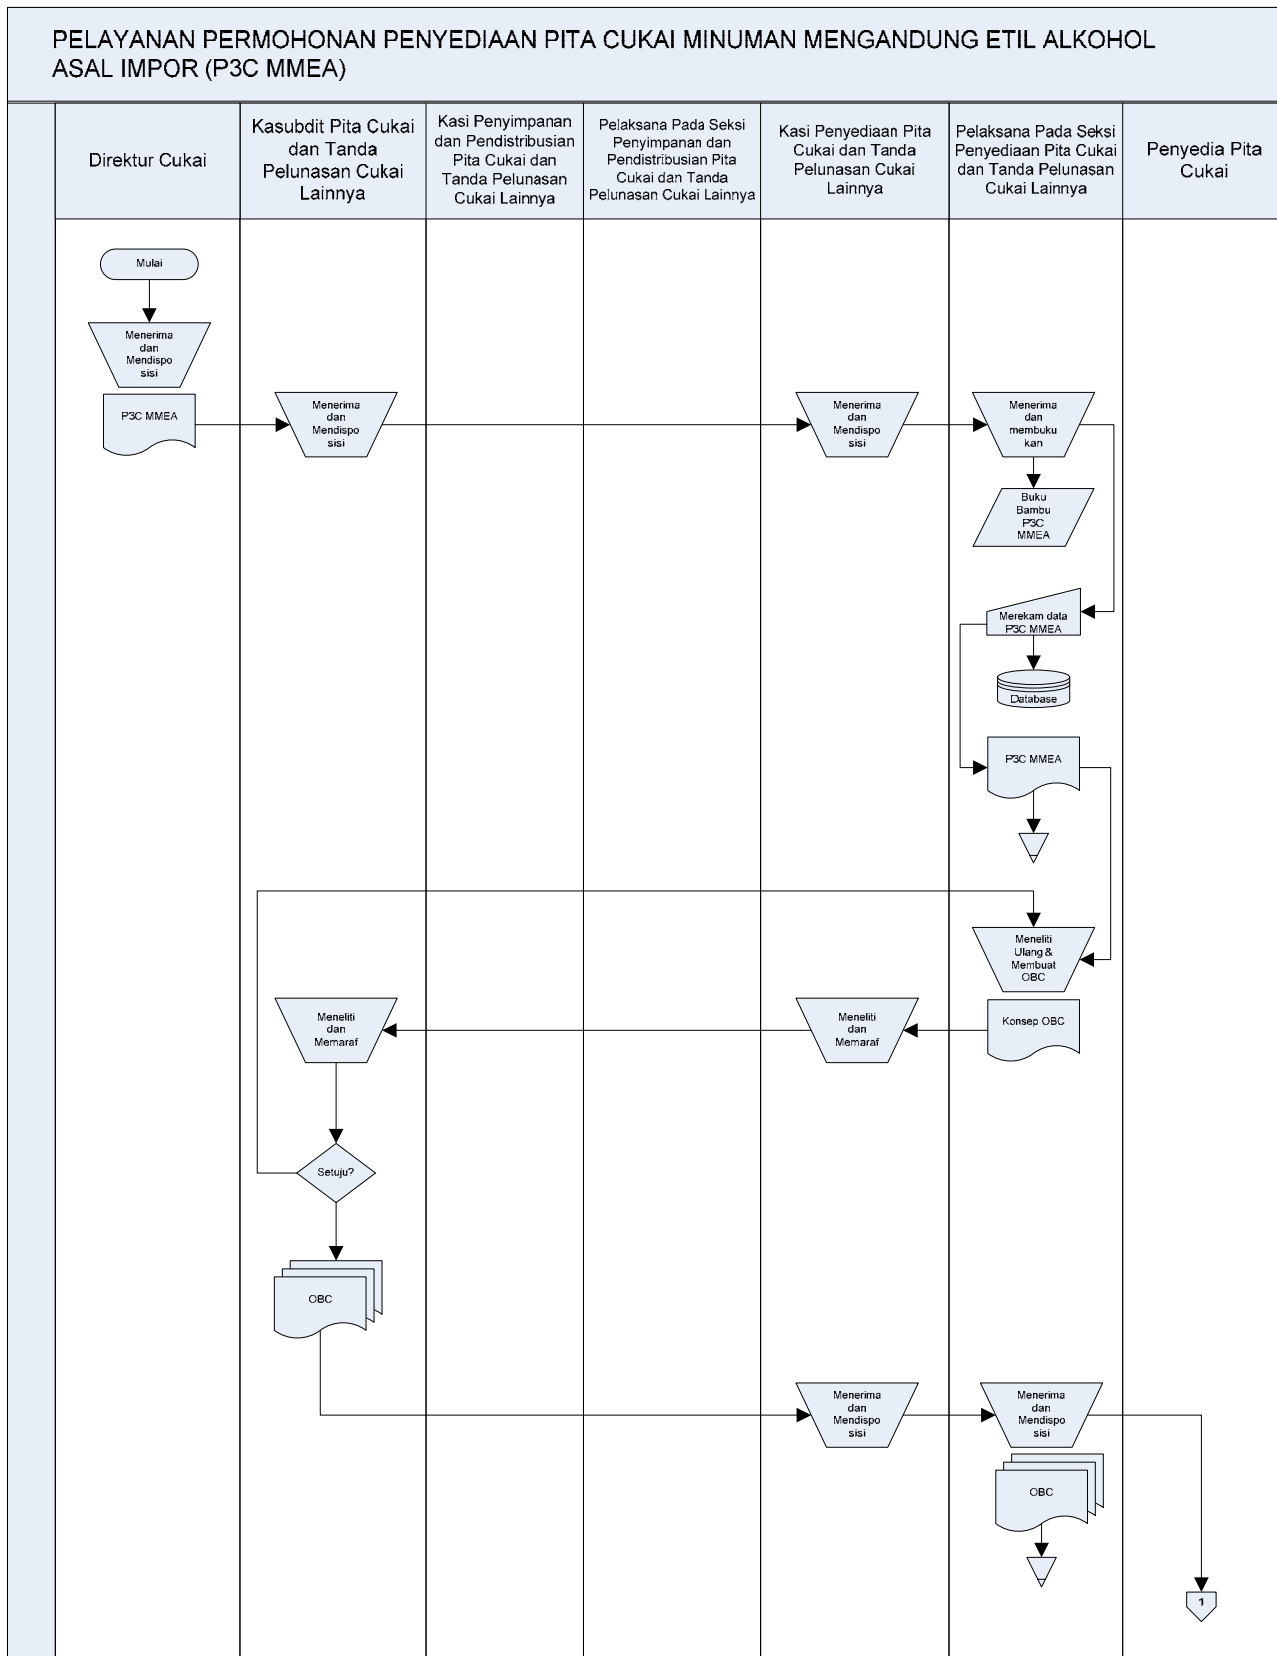 PELAYANAN PERMOHONAN PENYEDIAAN PITA CUKAI MINUMAN MENGANDUNG ETIL ALKOHOL
ASAL IMPOR (P3C MMEA)
Direktur Cukai
Kasubdit Pita Cukai
dan Tanda
Pelunasan Cukai
Lainnya
Kasi Penyimpanan
dan Pendistribusian
Pita Cukai dan
Tanda Pelunasan
Cukai Lainnya
Pelaksana Pada Seksi
Penyimpanan dan
Pendistribusian Pita
Cukai dan Tanda
Pelunasan Cukai Lainnya
Kasi Penyediaan Pita
Cukai dan Tanda
Pelunasan Cukai
Lainnya
Pelaksana Pada Seksi
Penyediaan Pita Cukai
dan Tanda Pelunasan
Cukai Lainnya
Penyedia Pita
Cukai
Mulai
Menerima
dan
Mendispo
sisi
P3C MMEA
Menerima
dan
Mendispo
sisi
Menerima
dan
Mendispo
sisi
Menerima
dan
membuku
kan
Buku
Bambu
P3C
MMEA
Merekam data
P3C MMEA
Database
P3C MMEA
Meneliti
Ulang &
Membuat
OBC
Konsep OBC
Meneliti
dan
Memaraf
Meneliti
dan
Memaraf
Setuju?
OBC
Menerima
dan
Mendispo
sisi
Menerima
dan
Mendispo
sisi
OBC
1